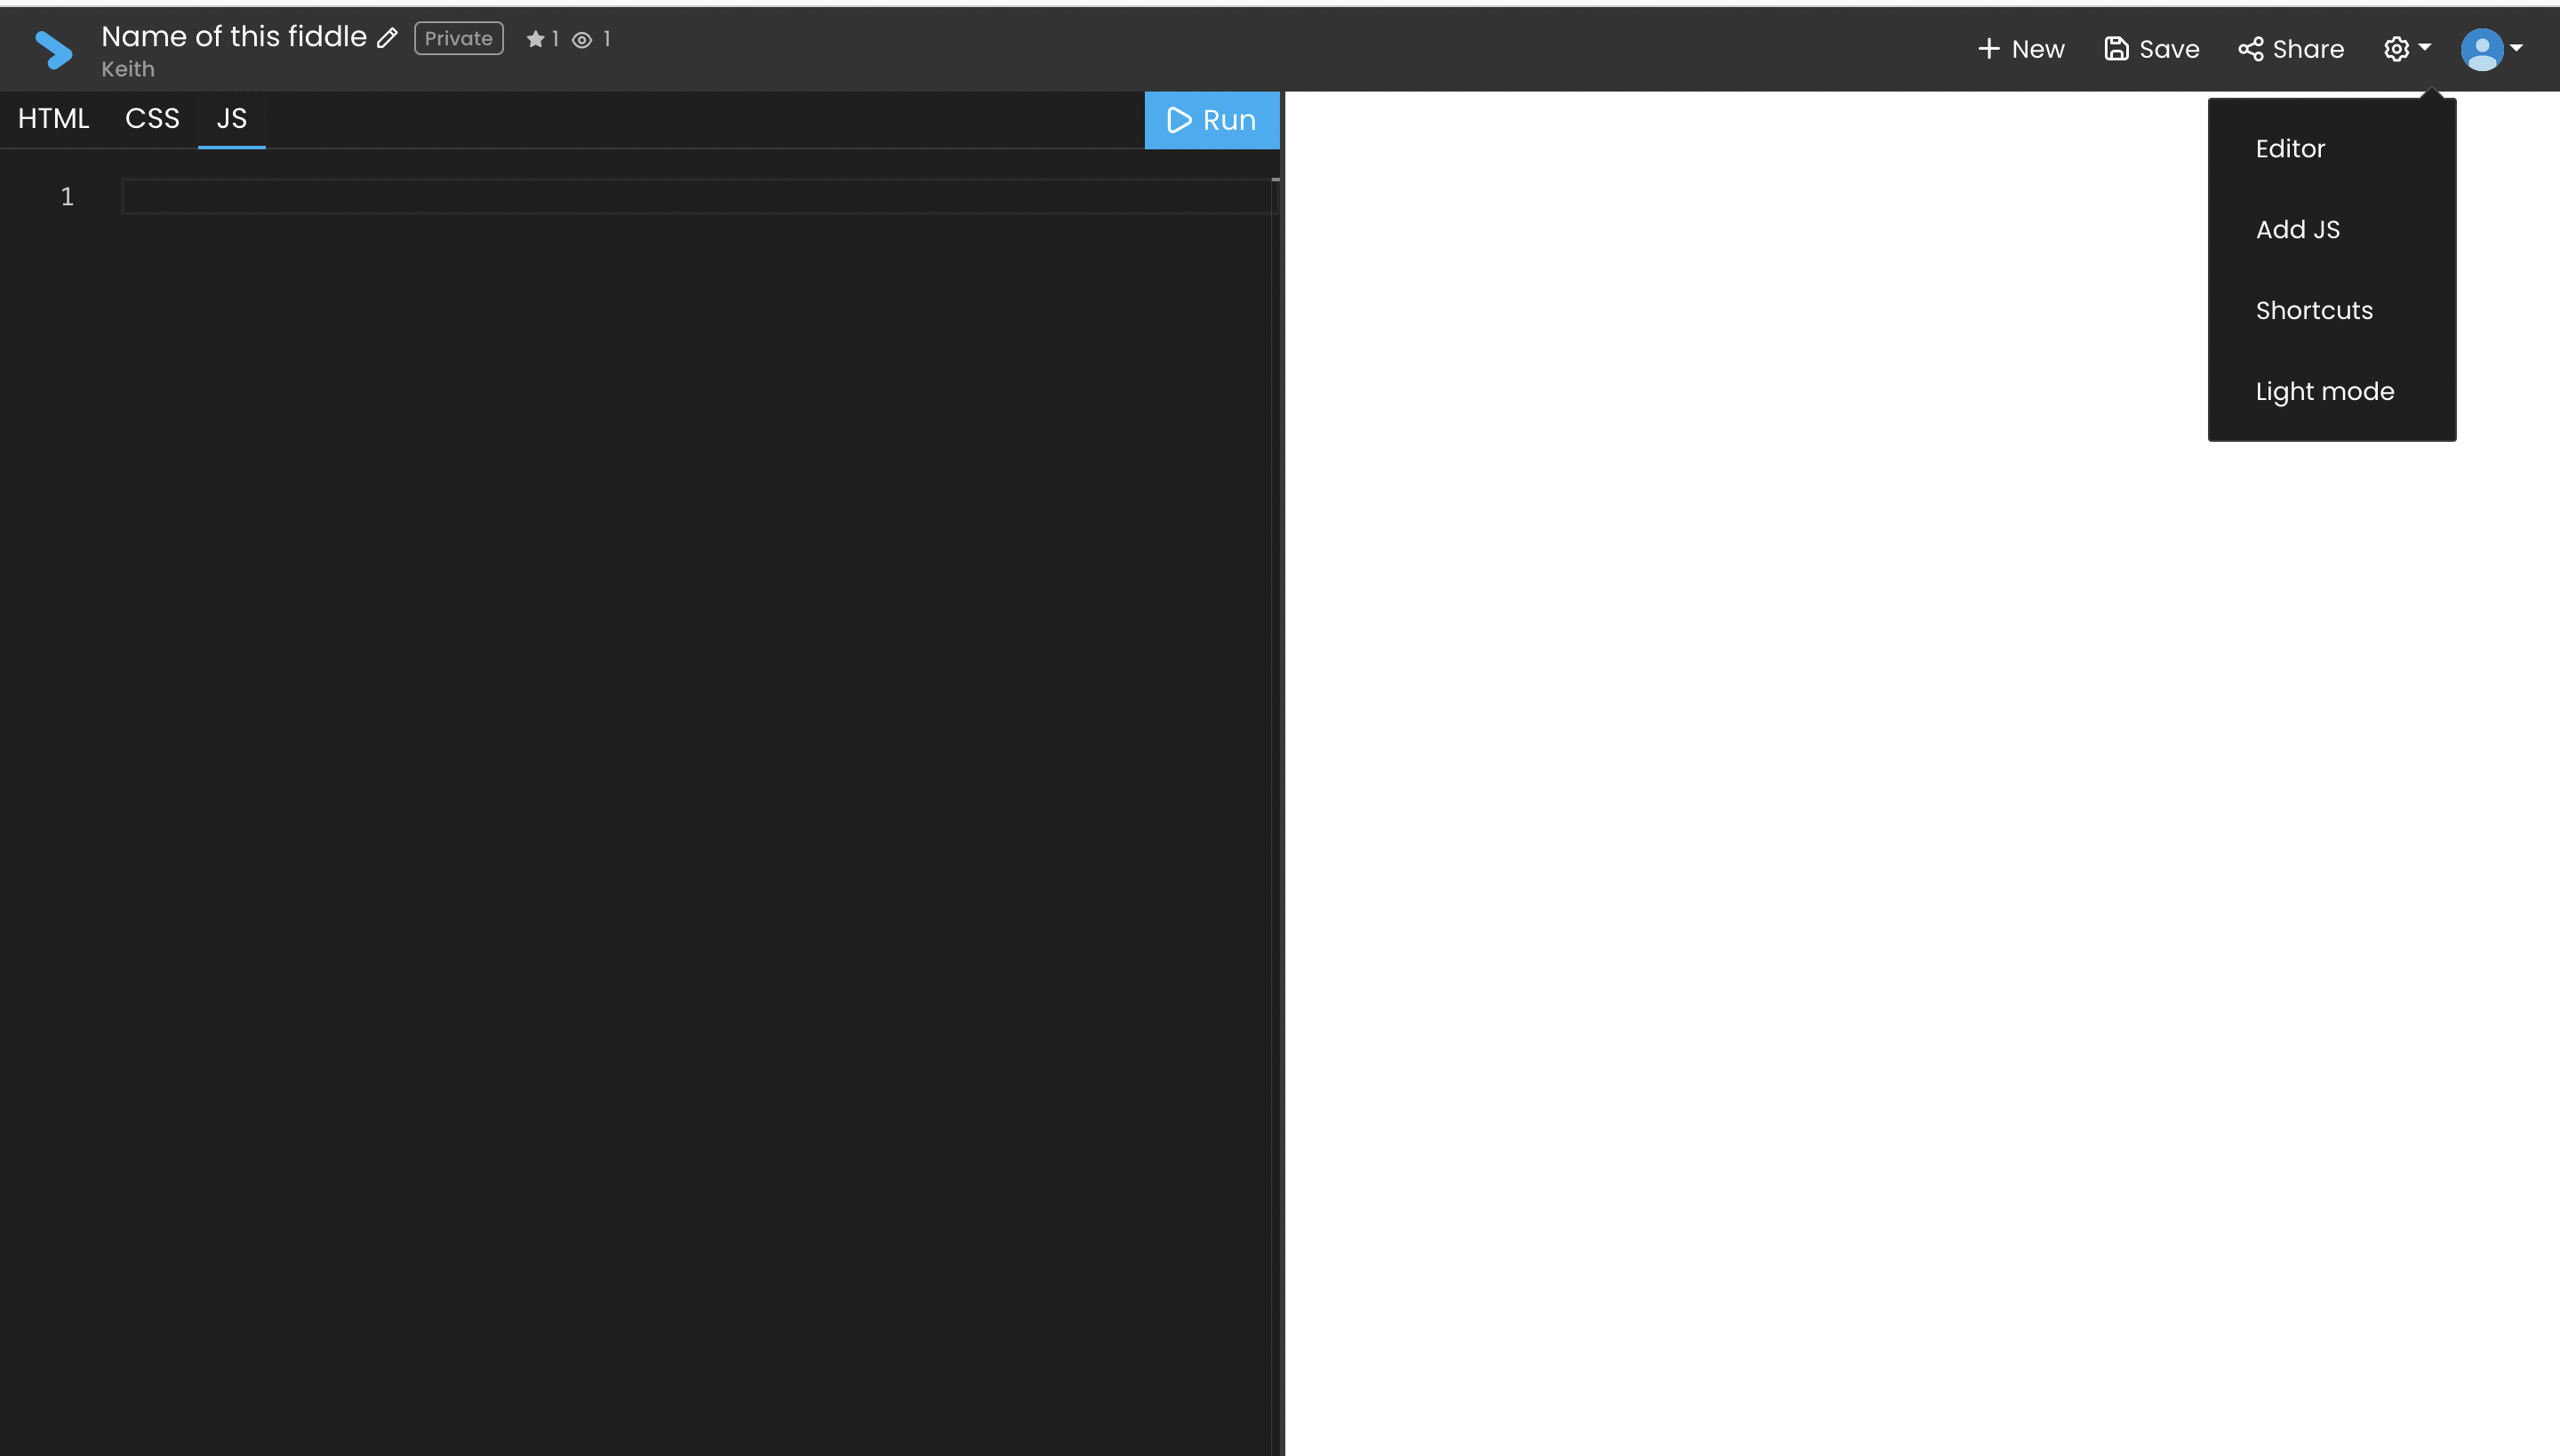 Name of this fiddle Private 1 1
Keith
New Save Share
HTML CSS JS Run
1
Editor
Add JS
Shortcuts
Light mode